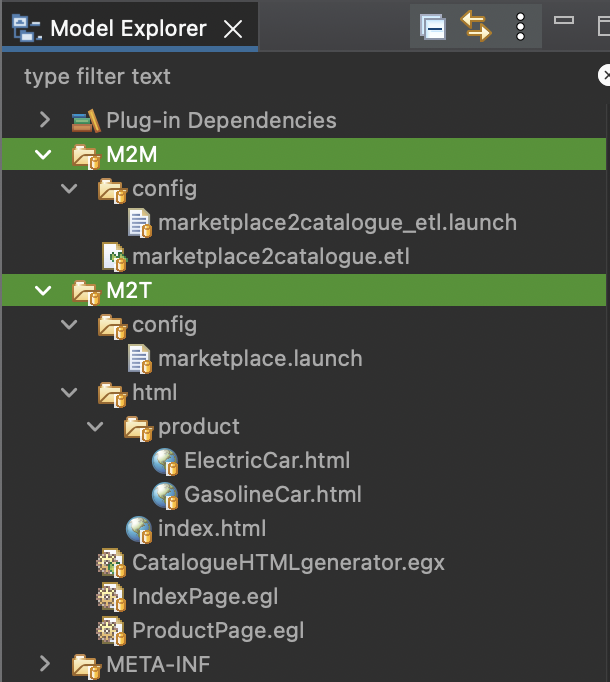 Model Explorer
type filter text
Plug-in Dependencies
M2M
config
marketplace2catalogue_etl.launch
marketplace2catalogue.etl
M2T
config
marketplace.launch
html
product
ElectricCar.html
GasolineCar.html
index.html
CatalogueHTMLgenerator.egx
IndexPage.egl
ProductPage.egl
META-INF